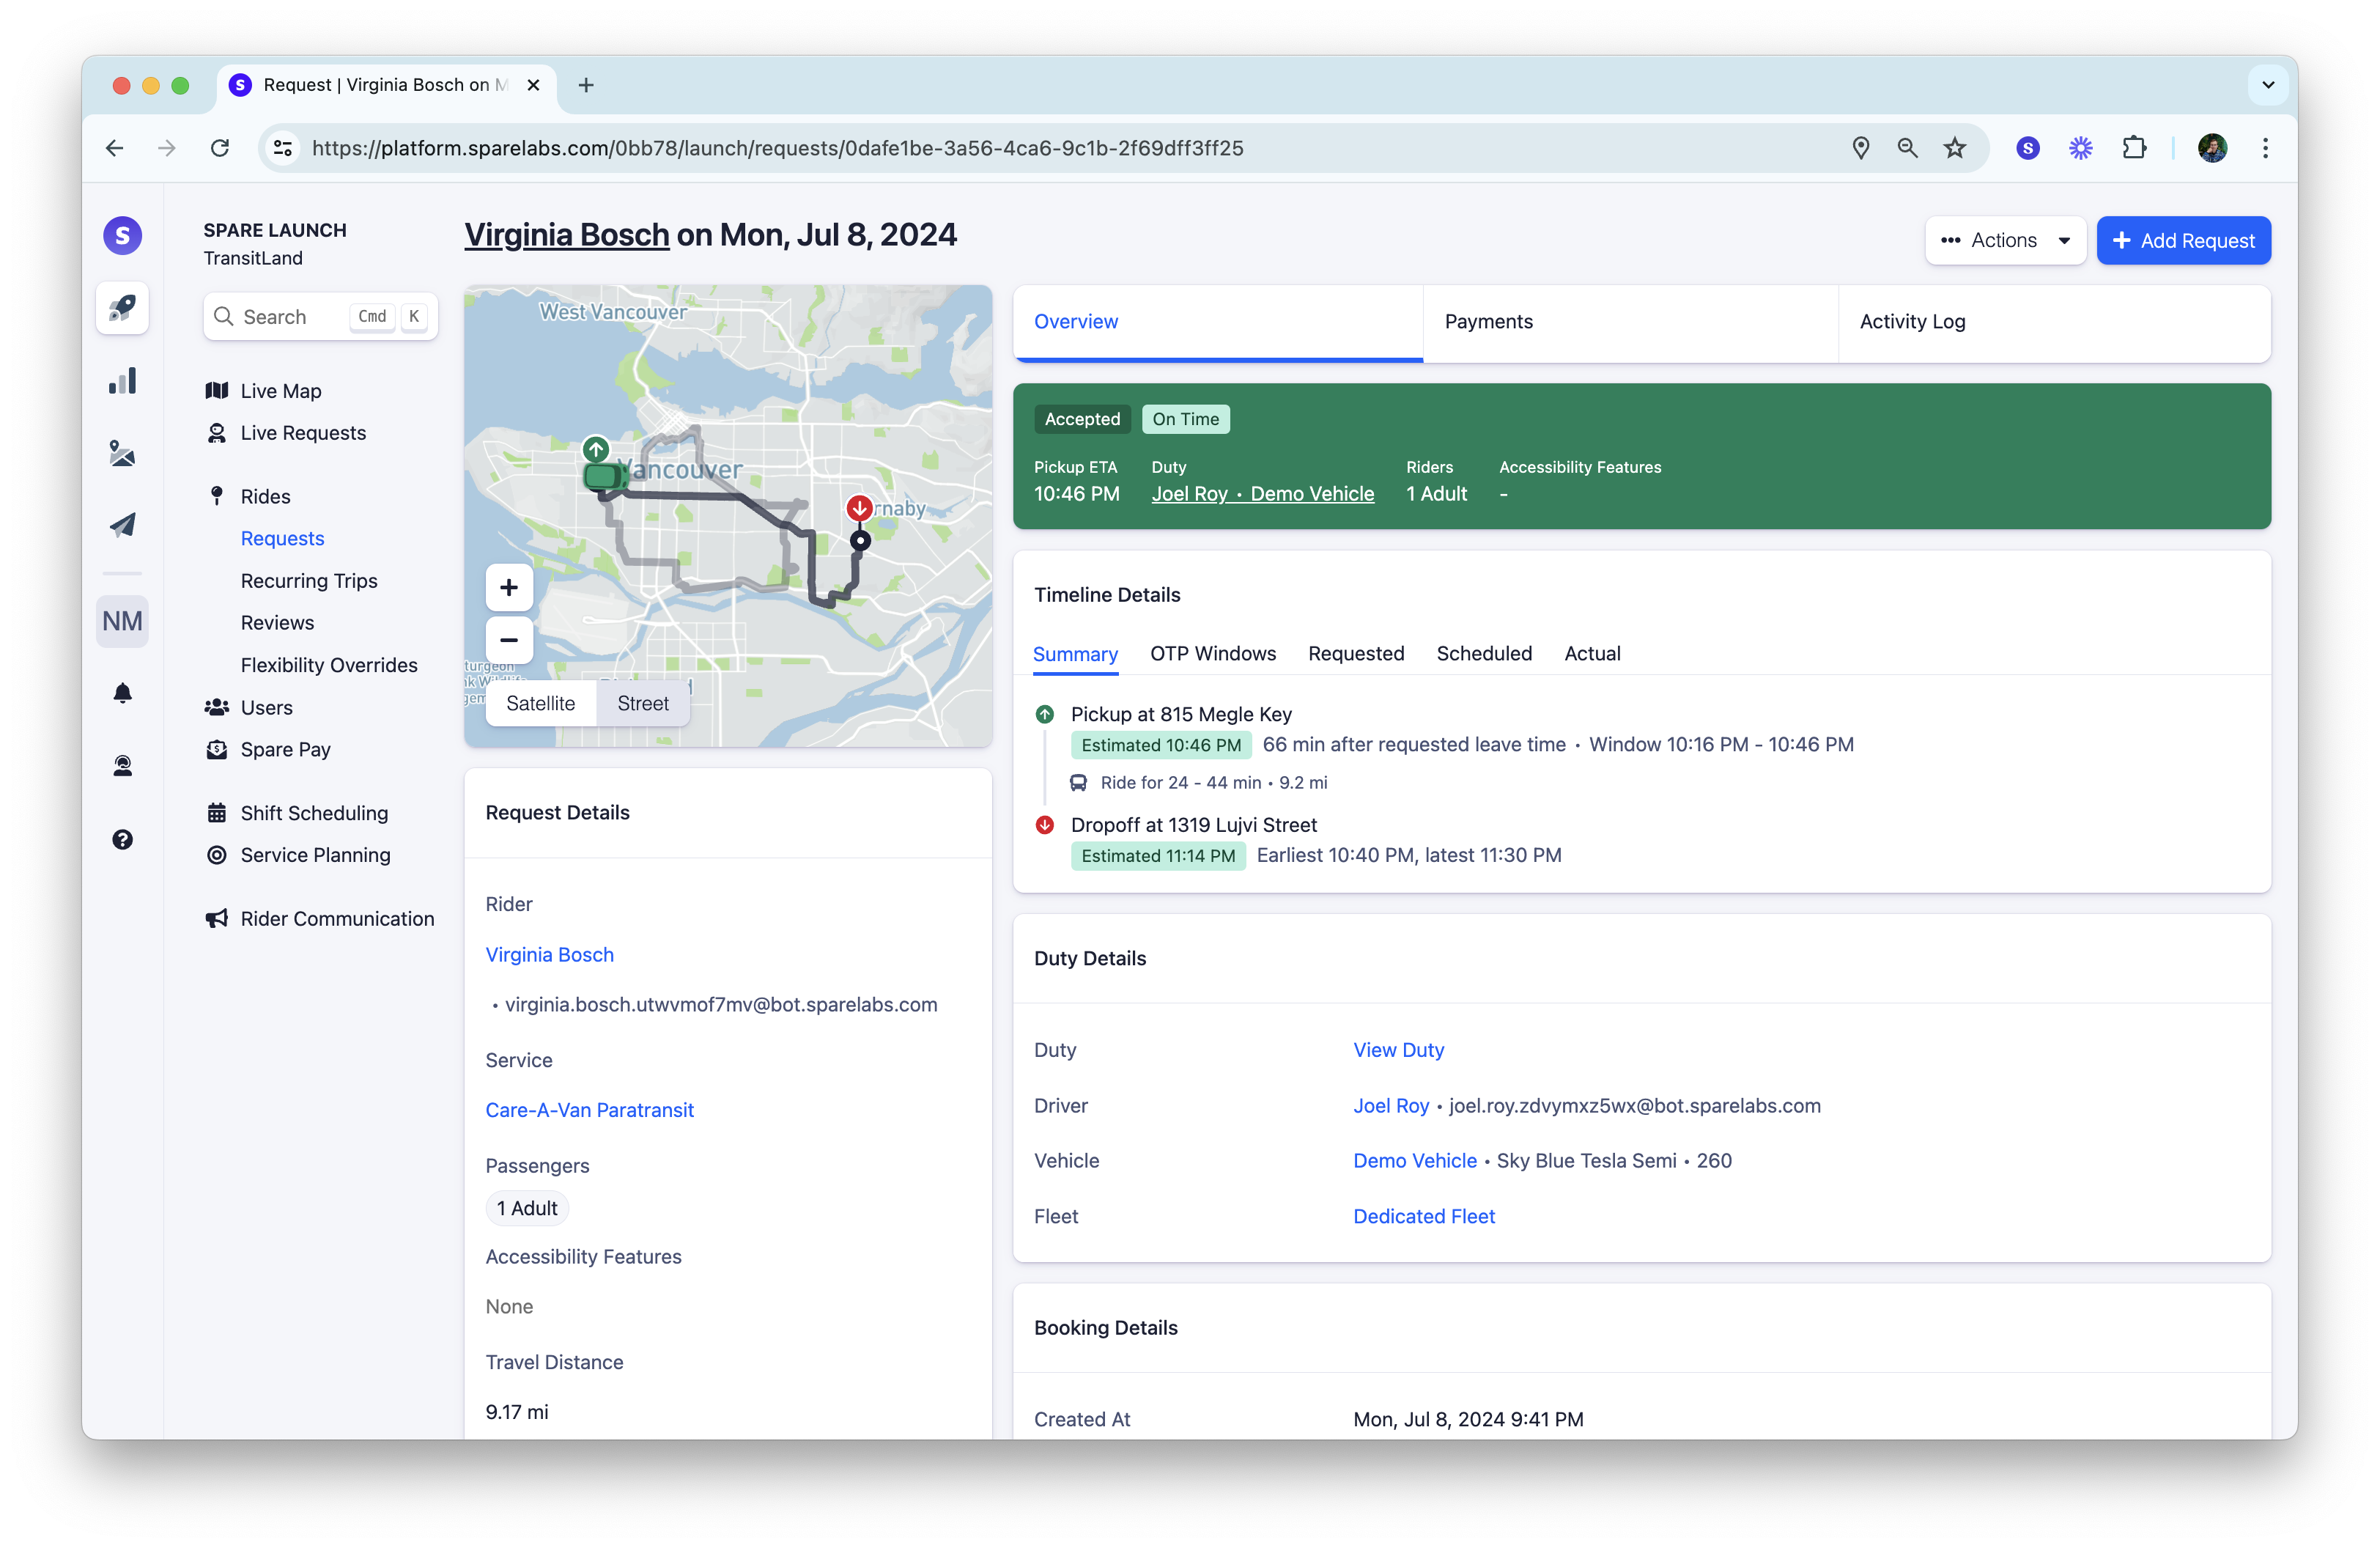 Request | Virginia Bosch on M
https://platform.sparelabs.com/0bb78/launch/requests/0dafe1be-3a56-4ca6-9c1b-2f69dff3ff25
S
NM
SPARE LAUNCH
TransitLand
Search Cmd K
Live Map
Live Requests
Rides
Requests
Recurring Trips
Reviews
Flexibility Overrides
Users
Spare Pay
Shift Scheduling
Service Planning
Rider Communication
Virginia Bosch on Mon, Jul 8, 2024
Actions
Add Request
West Vancouver
Vancouver
rnaby
turgeon
Satellite Street
Request Details
Rider
Virginia Bosch
• virginia.bosch.utwvmof7mv@bot.sparelabs.com
Service
Care-A-Van Paratransit
Passengers
1 Adult
Accessibility Features
None
Travel Distance
9.17 mi
Overview Payments Activity Log
Accepted On Time
Pickup ETA Duty Riders Accessibility Features
10:46 PM Joel Roy • Demo Vehicle 1 Adult -
Timeline Details
Summary OTP Windows Requested Scheduled Actual
Pickup at 815 Megle Key
Estimated 10:46 PM 66 min after requested leave time • Window 10:16 PM - 10:46 PM
Ride for 24 - 44 min • 9.2 mi
Dropoff at 1319 Lujvi Street
Estimated 11:14 PM Earliest 10:40 PM, latest 11:30 PM
Duty Details
Duty View Duty
Driver Joel Roy • joel.roy.zdvymxz5wx@bot.sparelabs.com
Vehicle Demo Vehicle • Sky Blue Tesla Semi • 260
Fleet Dedicated Fleet
Booking Details
Created At Mon, Jul 8, 2024 9:41 PM